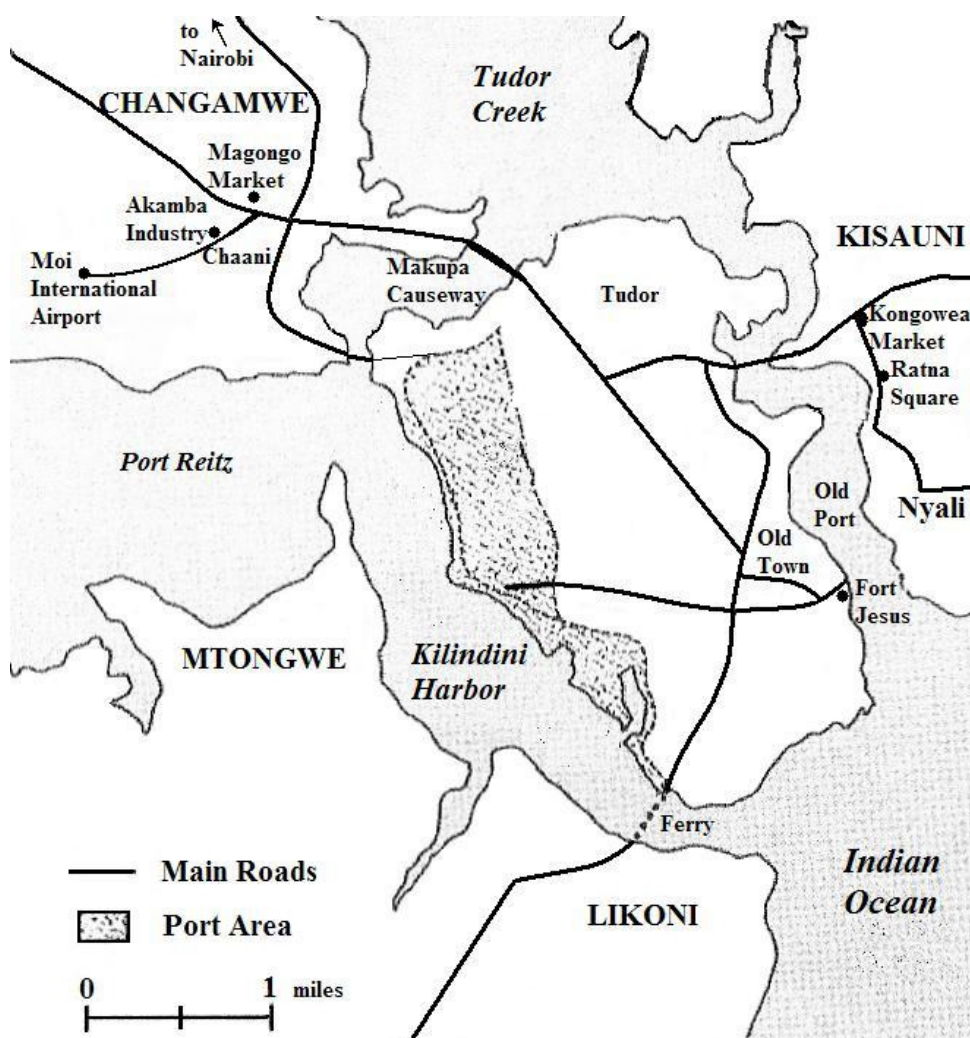 to
Nairobi
CHANGAMWE
Tudor
Creek
Magongo
Market
Akamba
Industry
Chaani
Moi
International
Airport
Makupa
Causeway
Tudor
KISAUNI
Kongowea
Market
Ratna
Square
Port Reitz
Nyali
Old
Port
Old
Town
Fort
Jesus
MTONGWE
Kilindini
Harbor
Ferry
Indian
Ocean
LIKONI
Main Roads
Port Area
0 1 miles